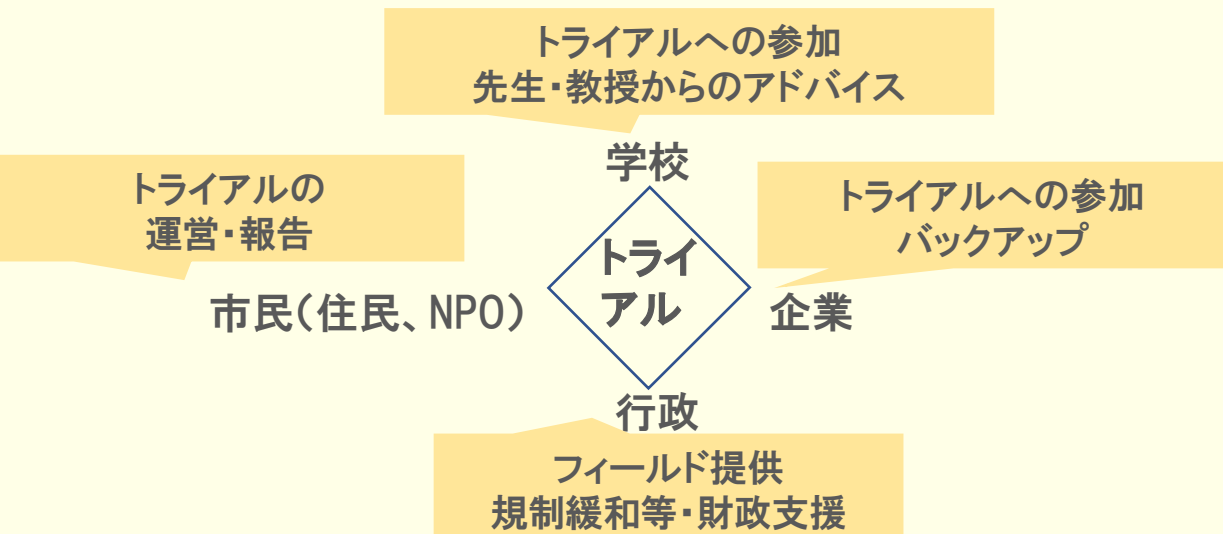 トライアルへの参加
先生・教授からのアドバイス
学校
トライアルの
運営・報告
トライアルへの参加
バックアップ
トライ
アル
市民(住民、NPO)
企業
行政
フィールド提供
規制緩和等・財政支援